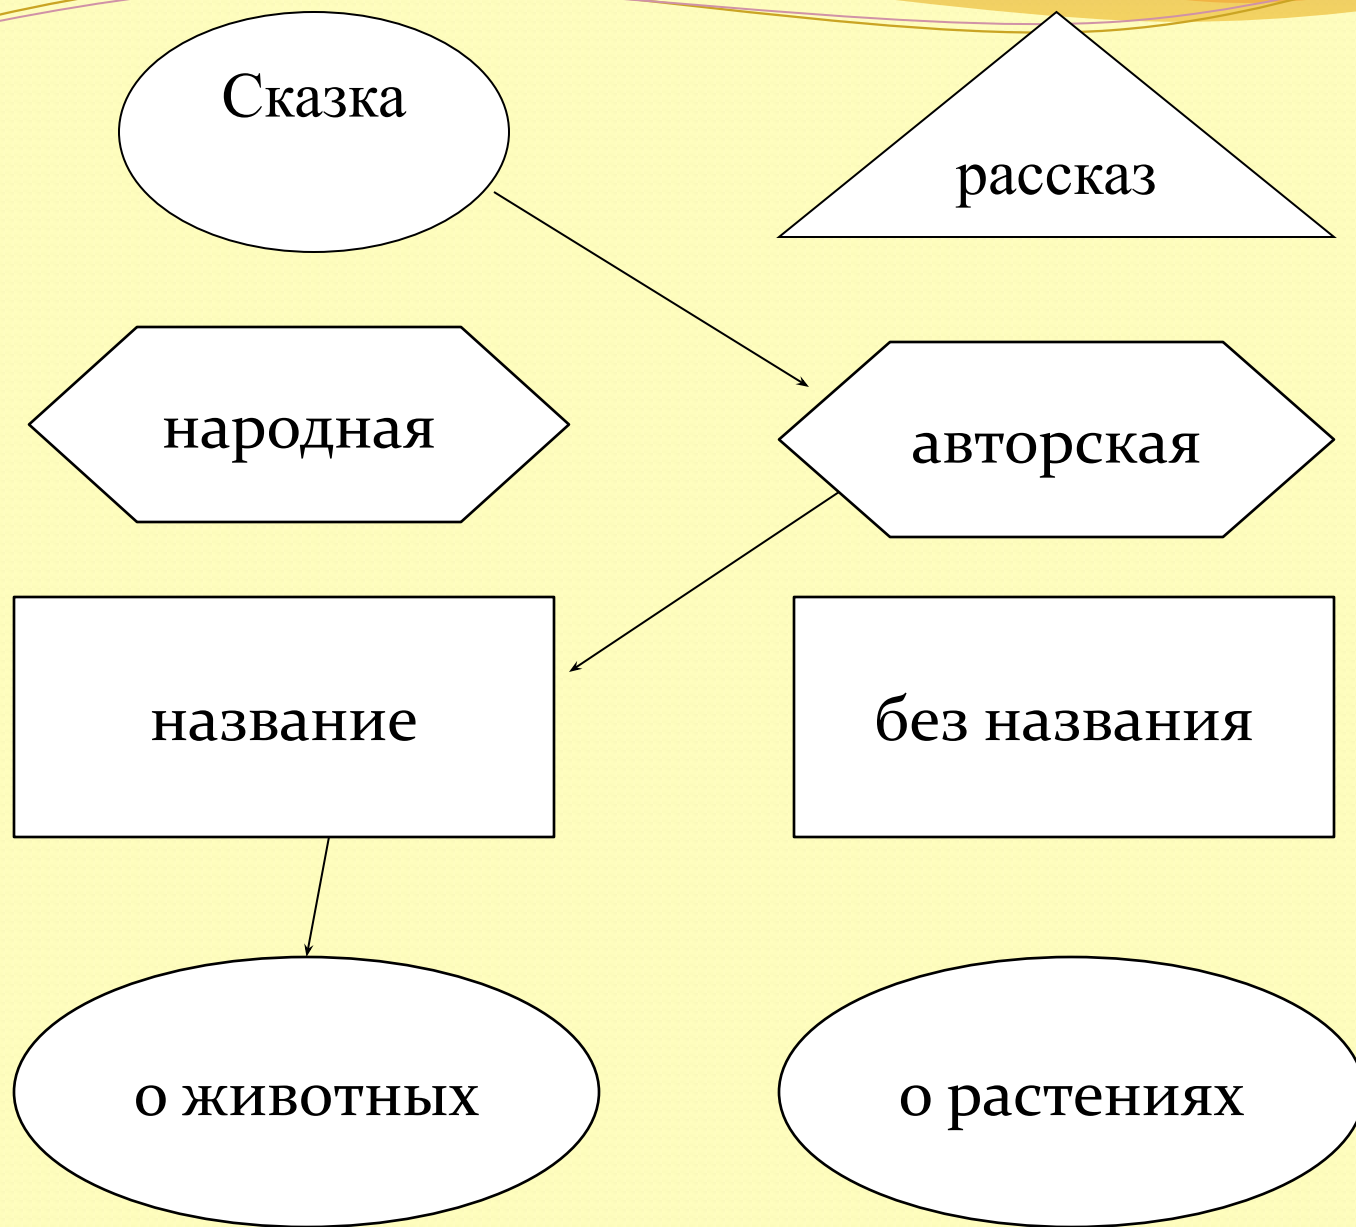 Сказка
рассказ
народная
авторская
название
без названия
о животных
о растениях